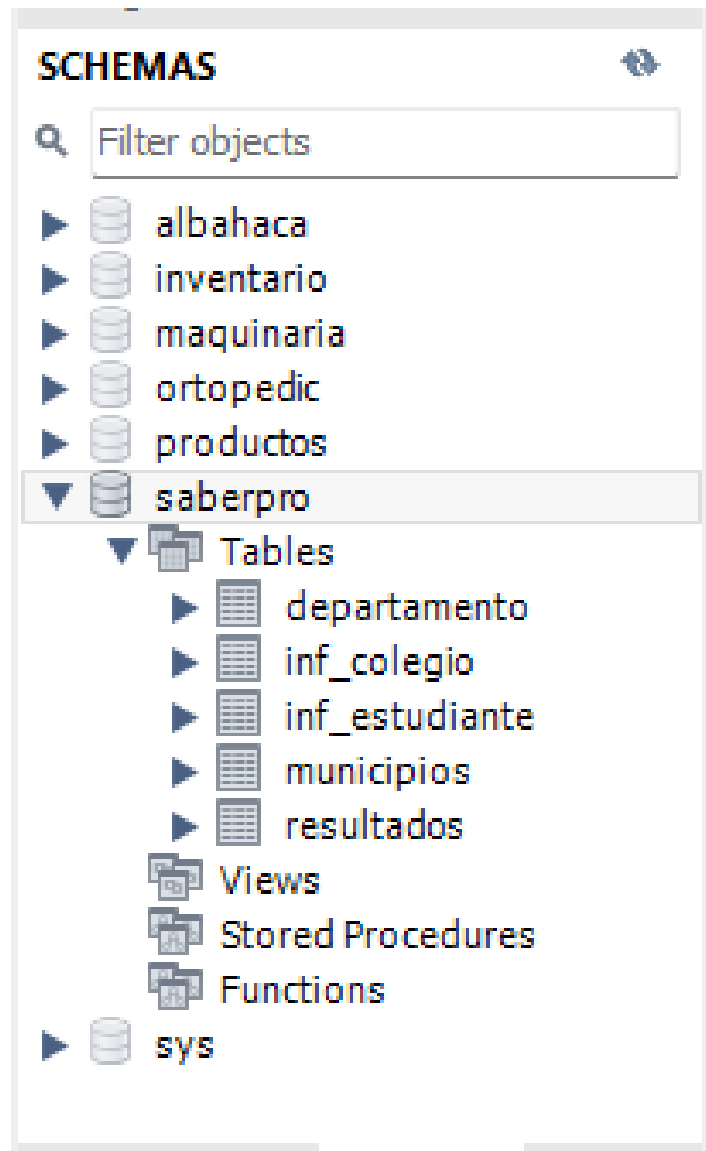 SCHEMAS
Filter objects
albahaca
inventario
maquinaria
ortopedic
productos
saberpro
Tables
departamento
inf_colegio
inf_estudiante
municipios
resultados
Views
Stored Procedures
Functions
sys